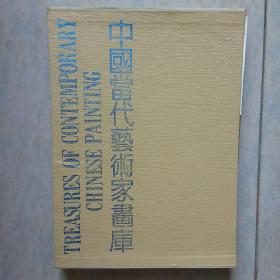 TREASURES OF CONTEMPORARY
CHINESE PAINTING
中國當代藝術家畫庫